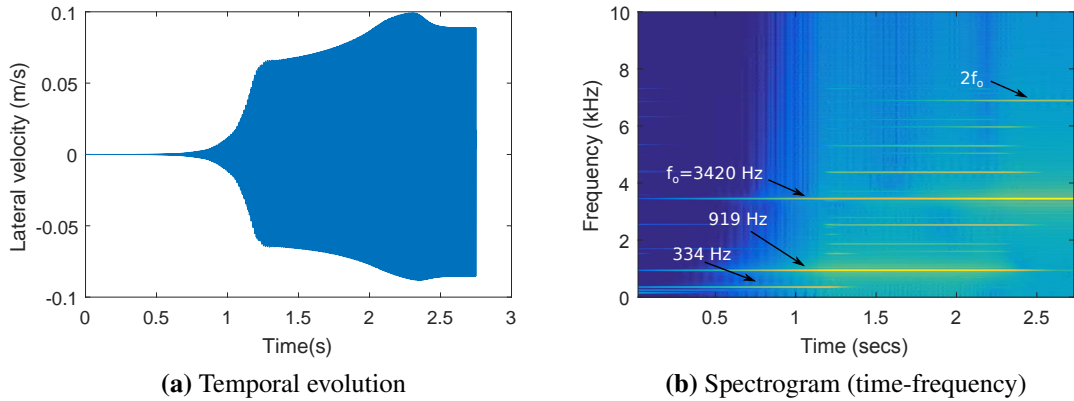 0.1
0.05
0
-0.05
-0.1
Lateral velocity (m/s)
0 0.5 1 1.5 2 2.5 3
Time(s)
(a) Temporal evolution
10
8
6
4
2
0
Frequency (kHz)
2fo
fo=3420 Hz
919 Hz
334 Hz
0.5 1 1.5 2 2.5
Time (secs)
(b) Spectrogram (time-frequency)